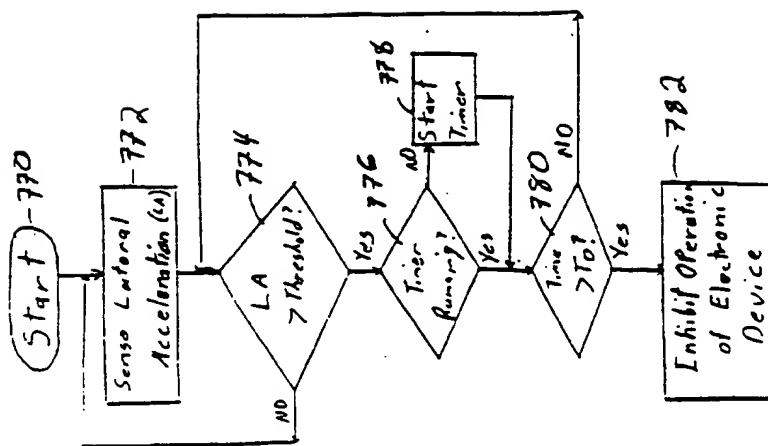 Start
770
Sense Lateral
Acceleration (LA)
772
LA
> Threshold?
774
NO
Yes
Timer
Running?
776
NO
Start
Timer
778
Yes
Time
> To?
780
NO
Yes
Inhibit Operation
of Electronic
Device
782